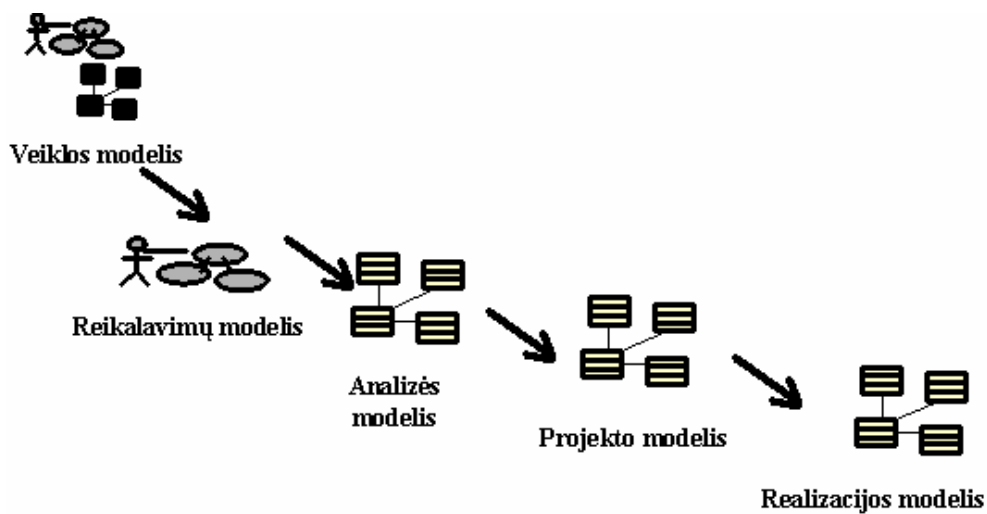 Veiklos modelis
Reikalavimų modelis
Analizės
modelis
Projekto modelis
Realizacijos modelis